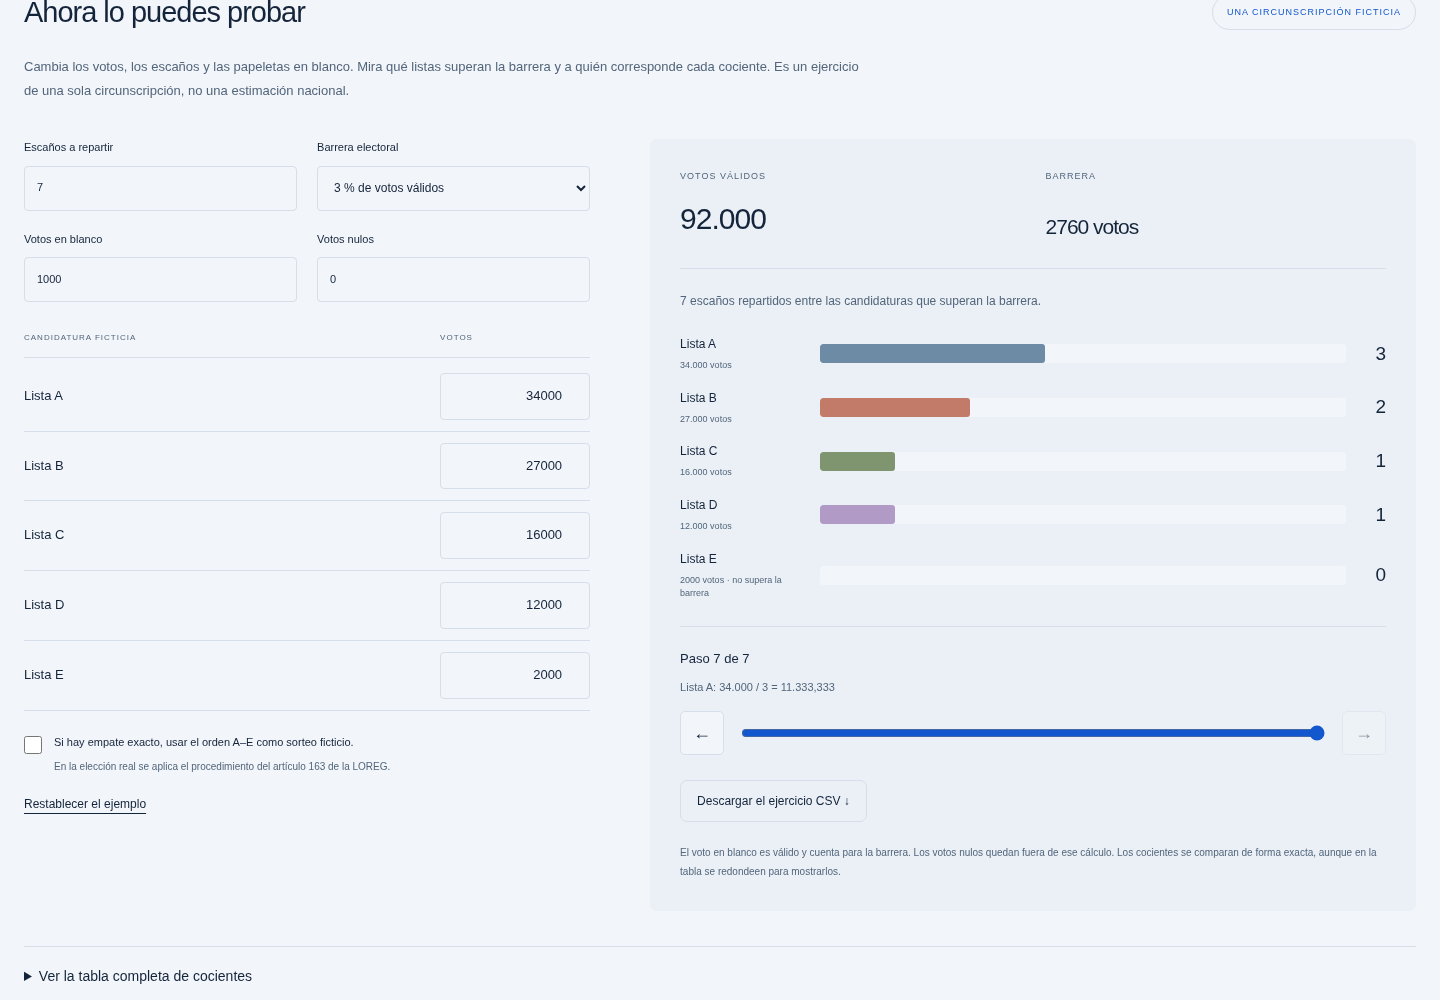 Ahora lo puedes probar
UNA CIRCUNSCRIPCIÓN FICTICIA
Cambia los votos, los escaños y las papeletas en blanco. Mira qué listas superan la barrera y a quién corresponde cada cociente. Es un ejercicio
de una sola circunscripción, no una estimación nacional.
Escaños a repartir
Barrera electoral
7
3 % de votos válidos
Votos en blanco
Votos nulos
1000
0
CANDIDATURA FICTICIA
VOTOS
Lista A
34000
Lista B
27000
Lista C
16000
Lista D
12000
Lista E
2000
Si hay empate exacto, usar el orden A–E como sorteo ficticio.
En la elección real se aplica el procedimiento del artículo 163 de la LOREG.
Restablecer el ejemplo
VOTOS VÁLIDOS
BARRERA
92.000
2760 votos
7 escaños repartidos entre las candidaturas que superan la barrera.
Lista A
34.000 votos
3
Lista B
27.000 votos
2
Lista C
16.000 votos
1
Lista D
12.000 votos
1
Lista E
2000 votos · no supera la
barrera
0
Paso 7 de 7
Lista A: 34.000 / 3 = 11.333,333
← →
Descargar el ejercicio CSV ↓
El voto en blanco es válido y cuenta para la barrera. Los votos nulos quedan fuera de ese cálculo. Los cocientes se comparan de forma exacta, aunque en la
tabla se redondeen para mostrarlos.
Ver la tabla completa de cocientes